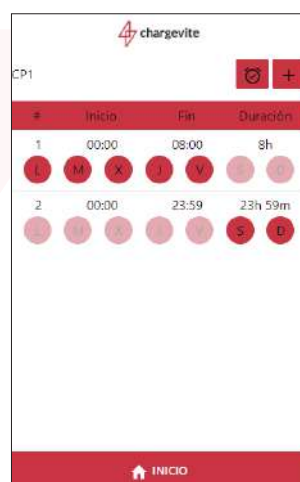 chargevite
CP1
# Inicio Fin Duración
1 00:00 08:00 8h
L M X J V S D
2 00:00 23:59 23h 59m
L M X J V S D
INICIO